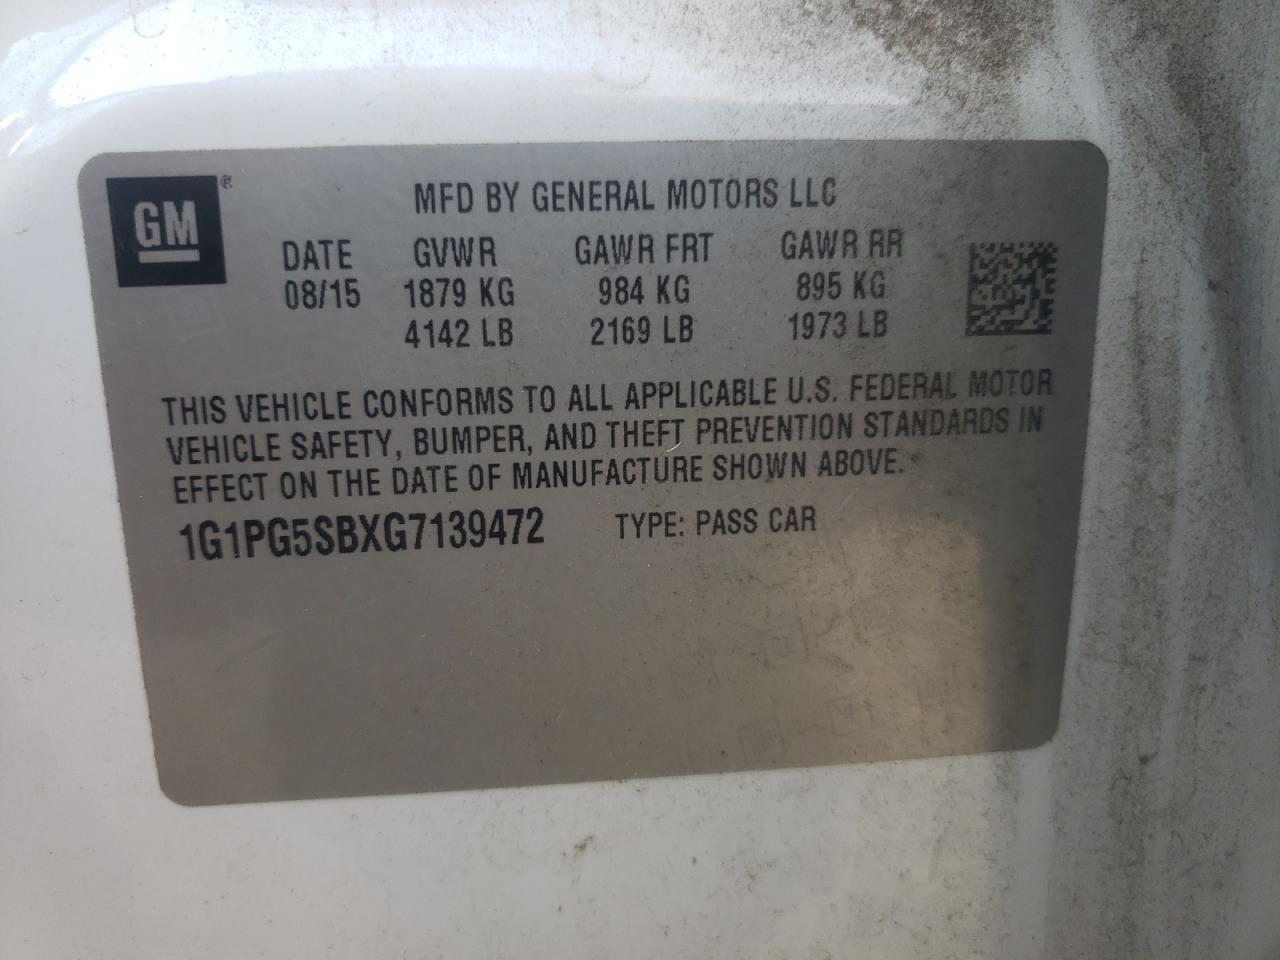 GM ®
MFD BY GENERAL MOTORS LLC
DATE GVWR GAWR FRT GAWR RR
08/15 1879 KG 984 KG 895 KG
4142 LB 2169 LB 1973 LB
THIS VEHICLE CONFORMS TO ALL APPLICABLE U.S. FEDERAL MOTOR
VEHICLE SAFETY, BUMPER, AND THEFT PREVENTION STANDARDS IN
EFFECT ON THE DATE OF MANUFACTURE SHOWN ABOVE.
1G1PG5SBXG7139472 TYPE: PASS CAR